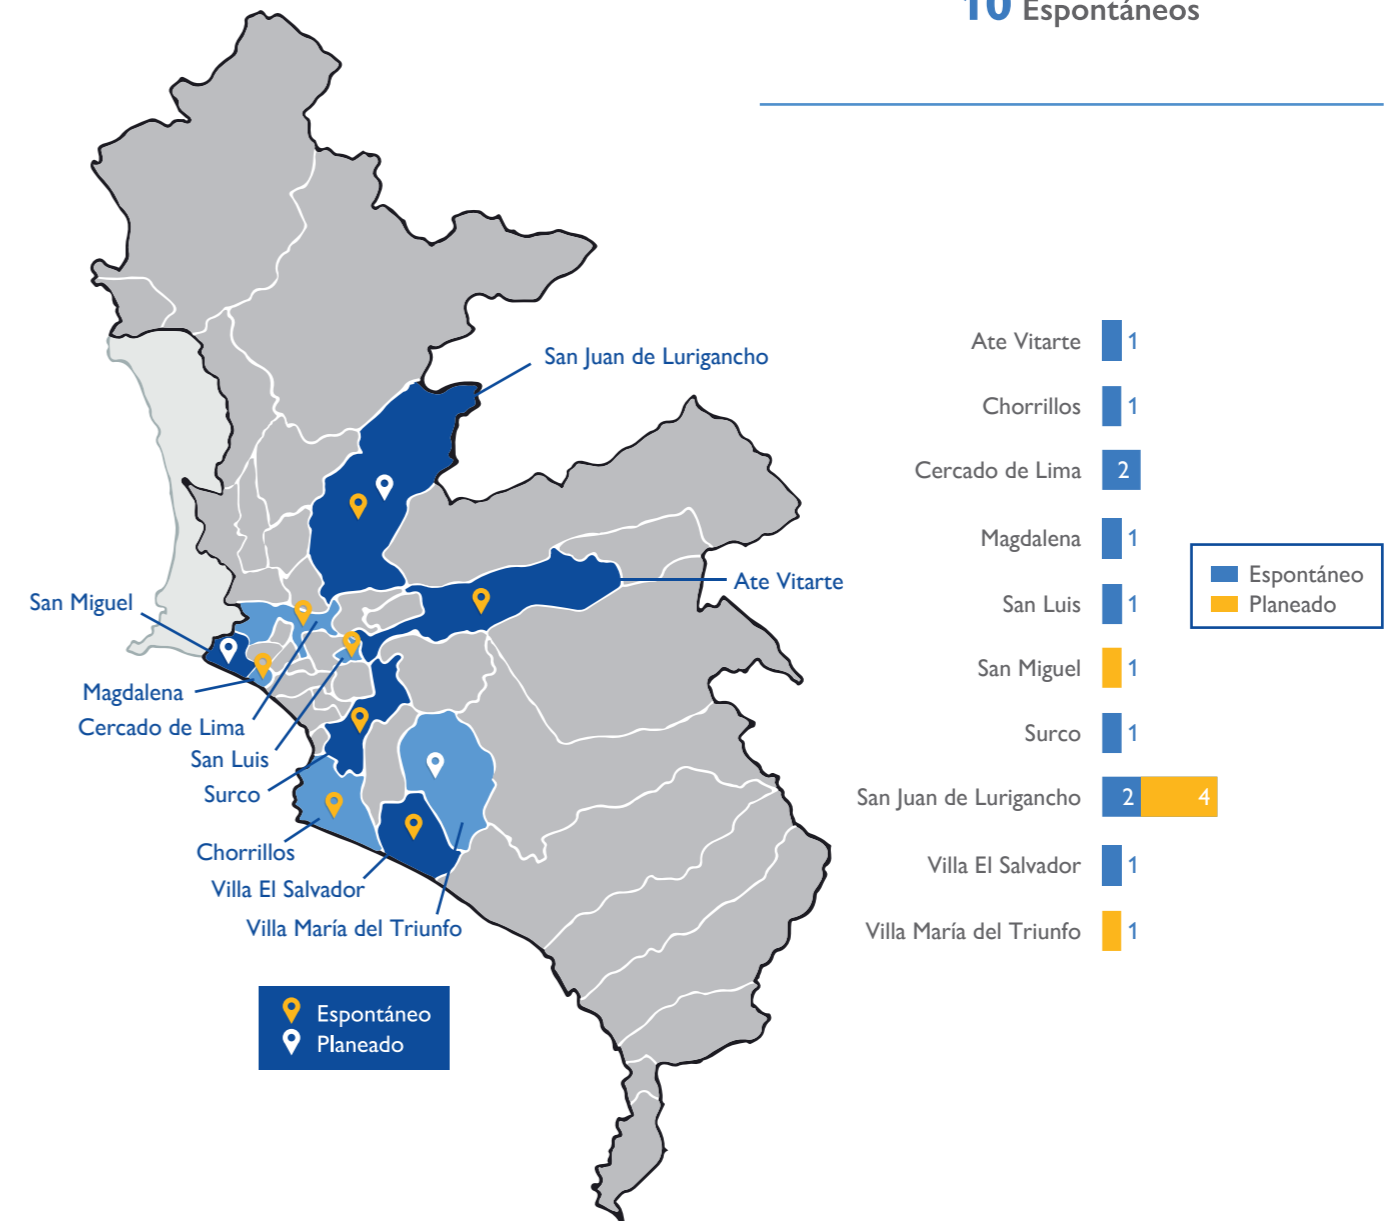 10 Espontáneos
San Juan de Lurigancho
Ate Vitarte
San Miguel
Magdalena
Cercado de Lima
San Luis
Surco
Chorrillos
Villa El Salvador
Villa María del Triunfo
Espontáneo
Planeado
Ate Vitarte 1
Chorrillos 1
Cercado de Lima 2
Magdalena 1
San Luis 1
San Miguel 1
Surco 1
San Juan de Lurigancho 2 4
Villa El Salvador 1
Villa María del Triunfo 1
Espontáneo
Planeado